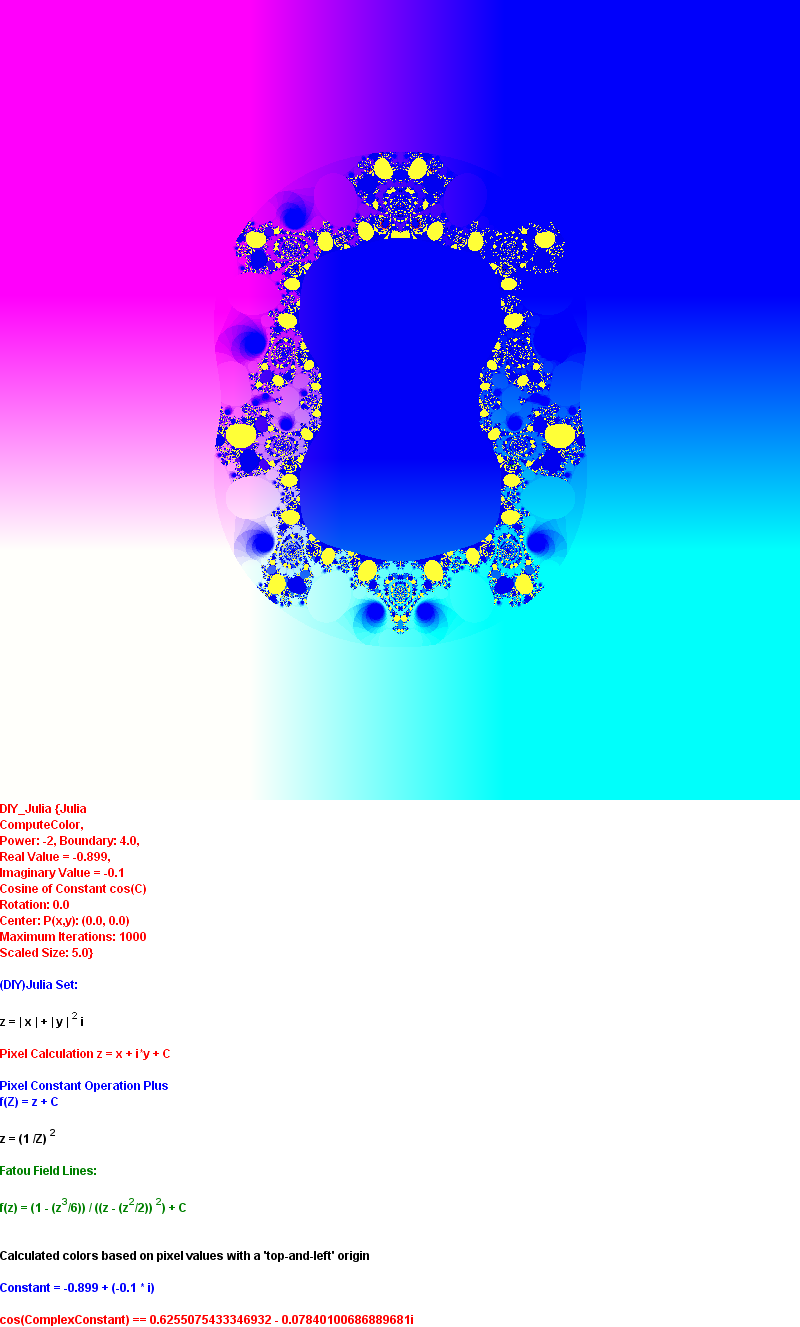 DIY_Julia {Julia
ComputeColor,
Power: -2, Boundary: 4.0,
Real Value = -0.899,
Imaginary Value = -0.1
Cosine of Constant cos(C)
Rotation: 0.0
Center: P(x,y): (0.0, 0.0)
Maximum Iterations: 1000
Scaled Size: 5.0}
(DIY)Julia Set:
z = | x | + | y | ² i
Pixel Calculation z = x + i*y + C
Pixel Constant Operation Plus
f(Z) = z + C
z = (1 /Z) ²
Fatou Field Lines:
f(z) = (1 - (z³/6)) / ((z - (z²/2)) ²) + C
Calculated colors based on pixel values with a 'top-and-left' origin
Constant = -0.899 + (-0.1 * i)
cos(ComplexConstant) == 0.6255075433346932 - 0.07840100686889681i